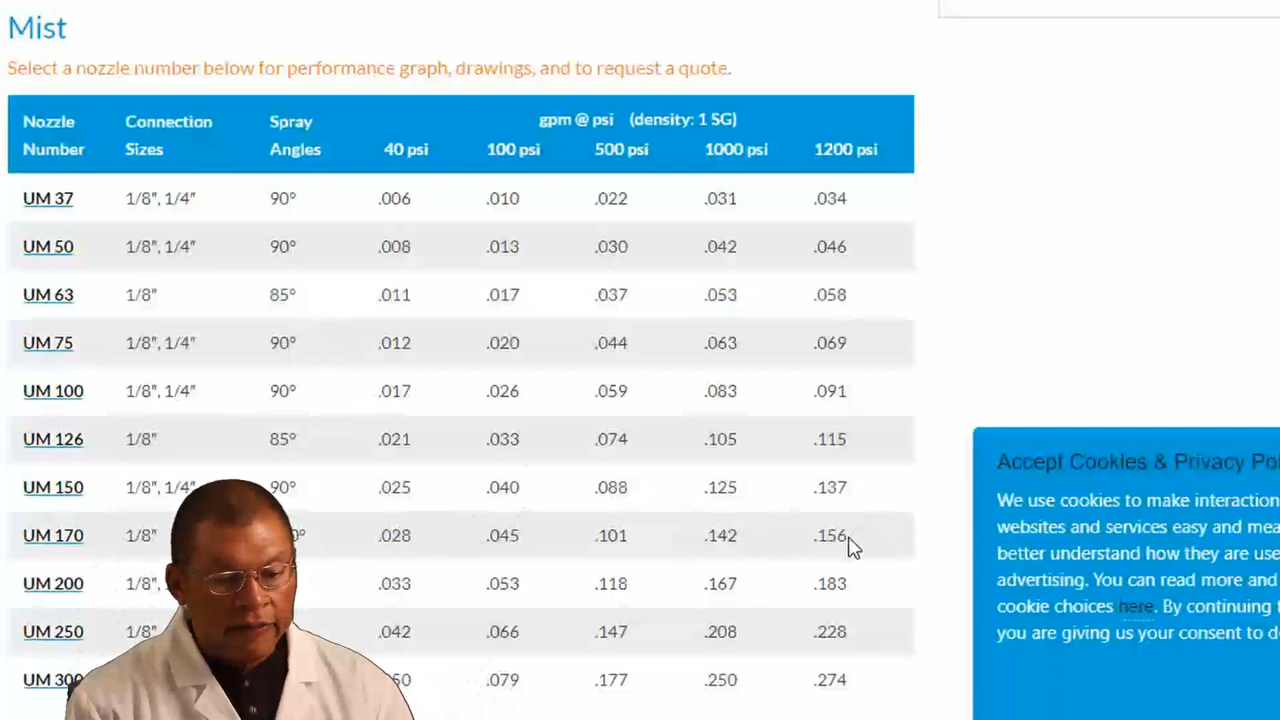 Mist
Select a nozzle number below for performance graph, drawings, and to request a quote.
Nozzle Number Connection Sizes Spray Angles gpm @ psi (density: 1 SG)
40 psi 100 psi 500 psi 1000 psi 1200 psi
UM 37 1/8", 1/4" 90° .006 .010 .022 .031 .034
UM 50 1/8", 1/4" 90° .008 .013 .030 .042 .046
UM 63 1/8" 85° .011 .017 .037 .053 .058
UM 75 1/8", 1/4" 90° .012 .020 .044 .063 .069
UM 100 1/8", 1/4" 90° .017 .026 .059 .083 .091
UM 126 1/8" 85° .021 .033 .074 .105 .115
UM 150 1/8", 1/4" 90° .025 .040 .088 .125 .137
UM 170 1/8" .028 .045 .101 .142 .156
UM 200 1/8", .033 .053 .118 .167 .183
UM 250 1/8" .042 .066 .147 .208 .228
UM 300 .079 .177 .250 .274
Accept Cookies & Privacy
We use cookies to make
websites and services easy and
better understand how they are
advertising. You can read more and
cookie choices here. By continuing
you are giving us your consent to